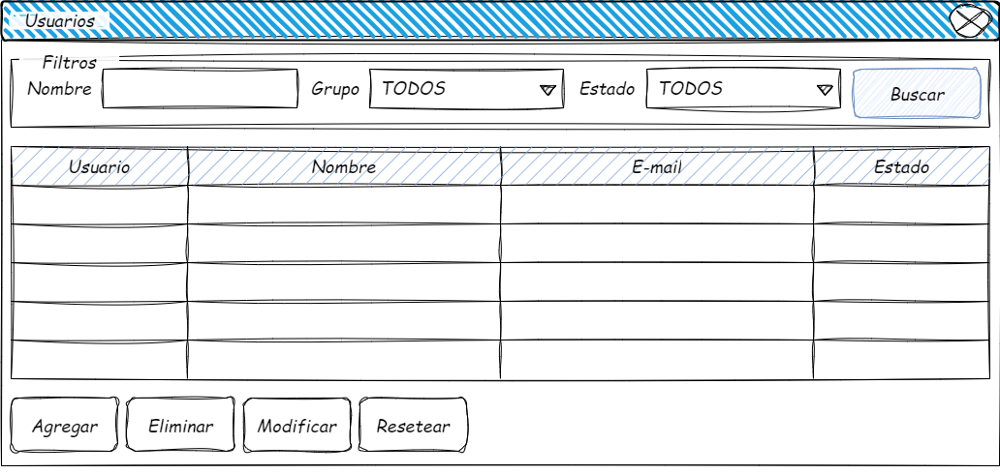 Usuarios
Filtros
Nombre Grupo TODOS Estado TODOS Buscar
Usuario Nombre E-mail Estado
Agregar Eliminar Modificar Resetear